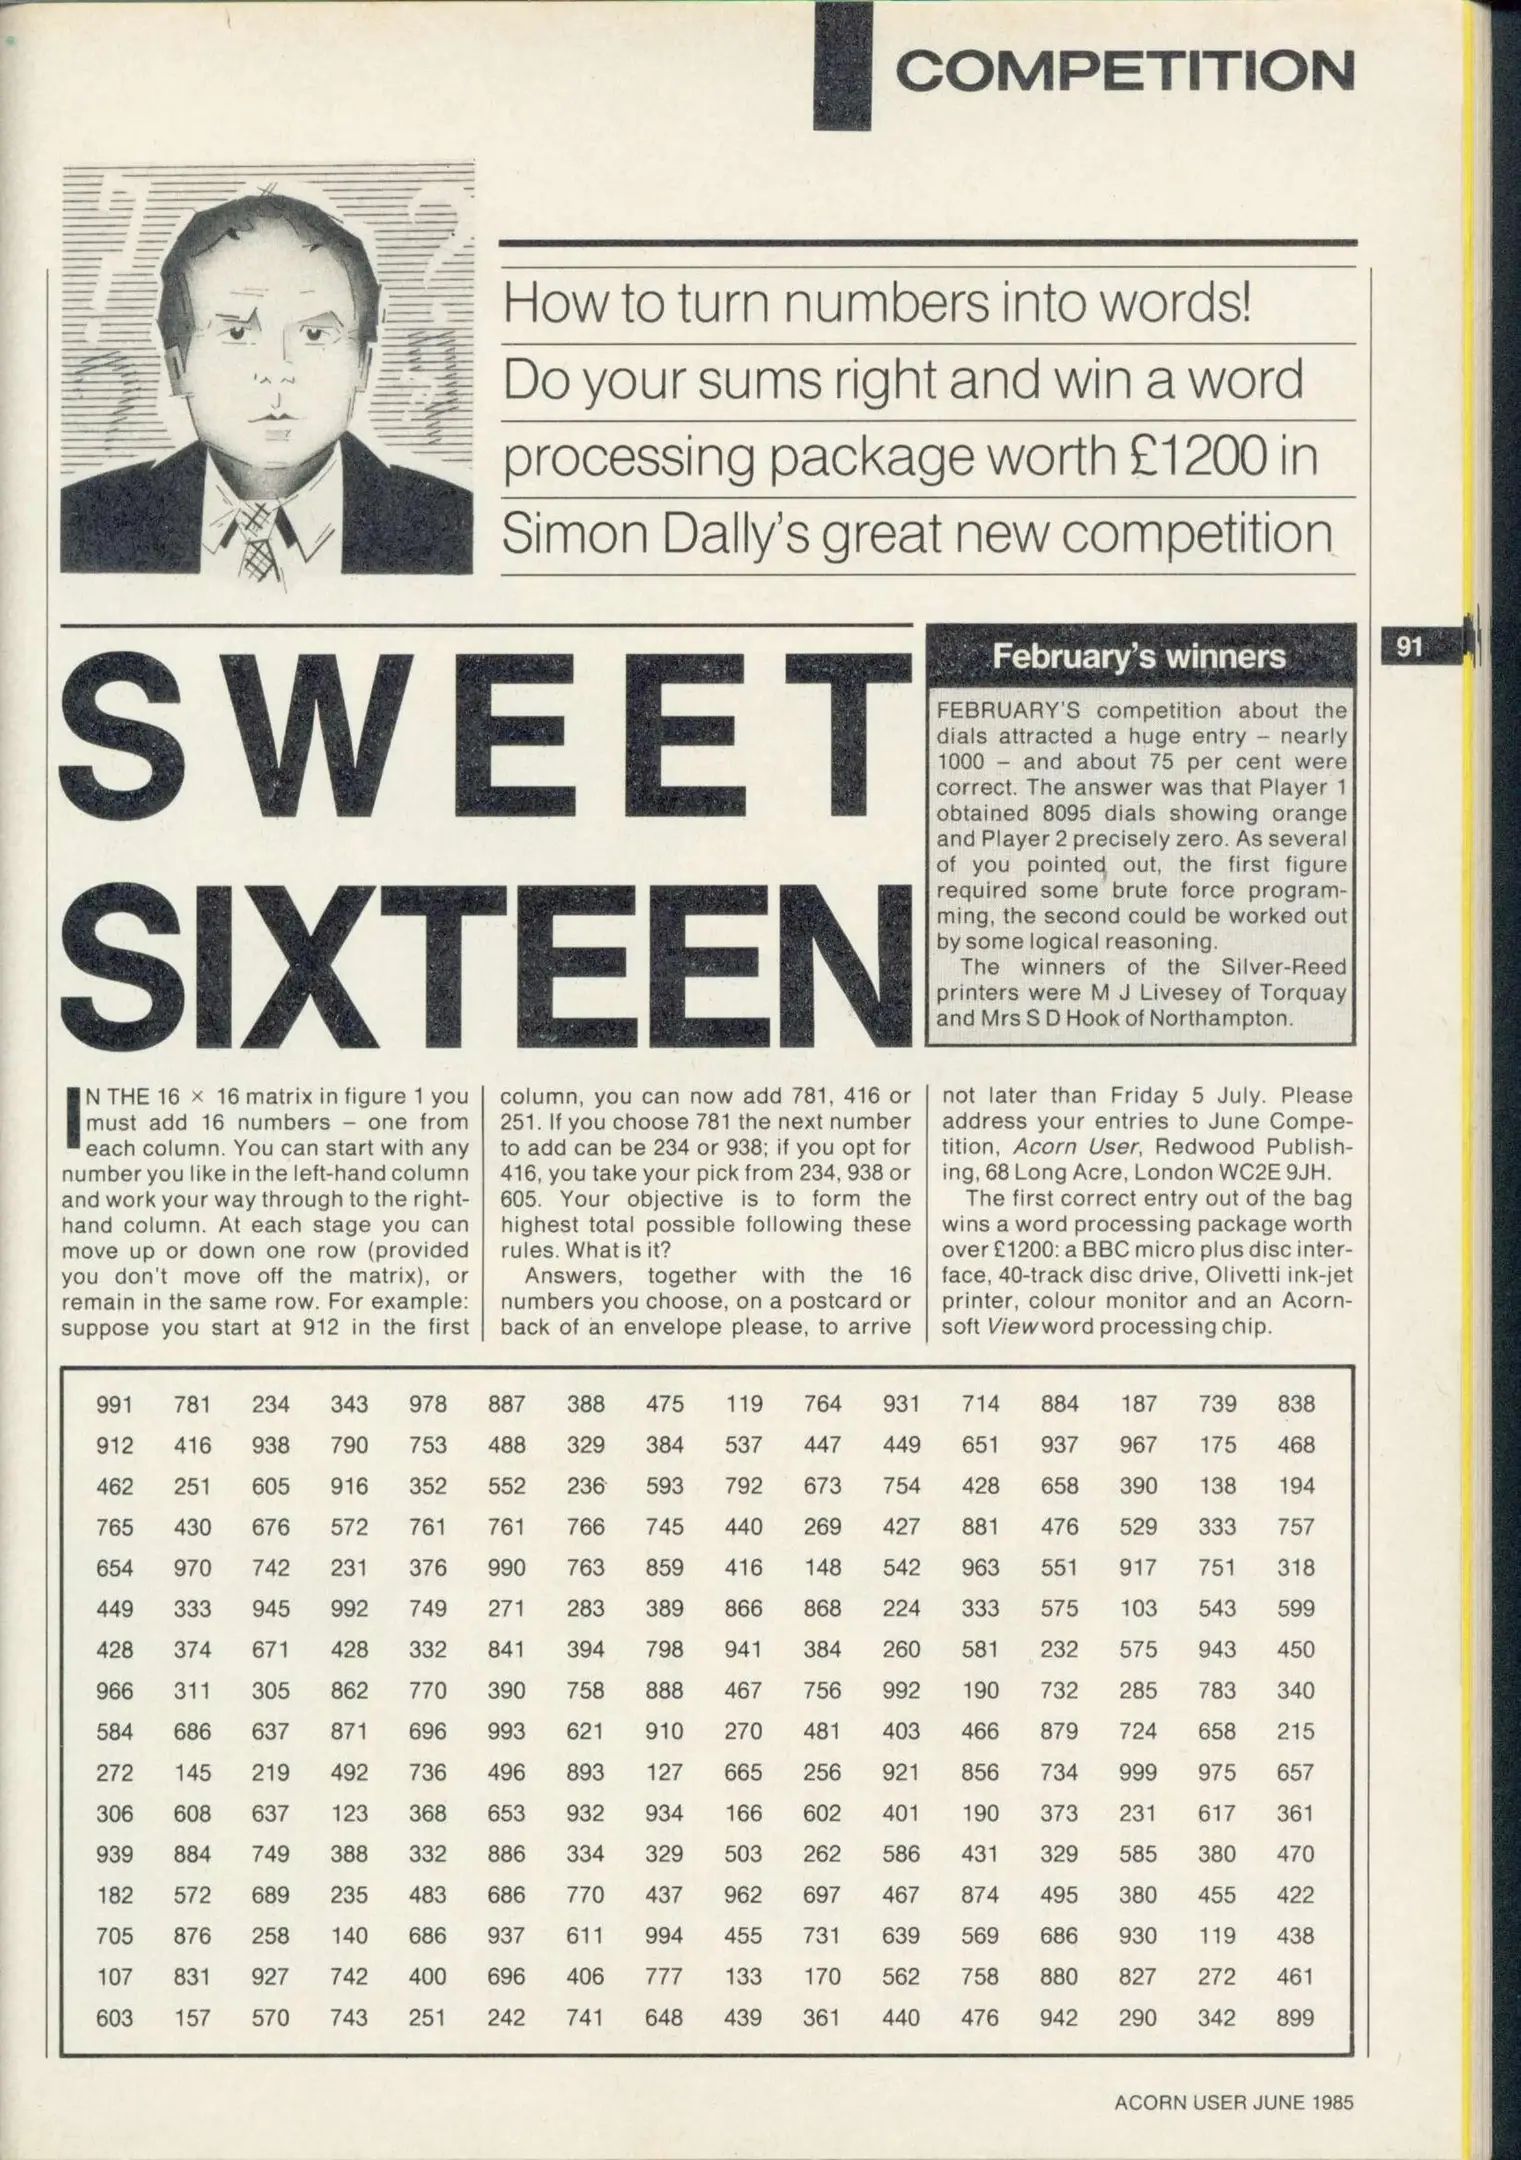 COMPETITION
How to turn numbers into words!
Do your sums right and win a word
processing package worth £1200 in
Simon Dally's great new competition
SWEET
SIXTEEN
February's winners
FEBRUARY'S competition about the
dials attracted a huge entry – nearly
1000 – and about 75 per cent were
correct. The answer was that Player 1
obtained 8095 dials showing orange
and Player 2 precisely zero. As several
of you pointed out, the first figure
required some brute force program-
ming, the second could be worked out
by some logical reasoning.
The winners of the Silver-Reed
printers were M J Livesey of Torquay
and Mrs S D Hook of Northampton.
91
IN THE 16 × 16 matrix in figure 1 you
must add 16 numbers – one from
each column. You can start with any
number you like in the left-hand column
and work your way through to the right-
hand column. At each stage you can
move up or down one row (provided
you don't move off the matrix), or
remain in the same row. For example:
suppose you start at 912 in the first
column, you can now add 781, 416 or
251. If you choose 781 the next number
to add can be 234 or 938; if you opt for
416, you take your pick from 234, 938 or
605. Your objective is to form the
highest total possible following these
rules. What is it?
Answers, together with the 16
numbers you choose, on a postcard or
back of an envelope please, to arrive
not later than Friday 5 July. Please
address your entries to June Compe-
tition, Acorn User, Redwood Publish-
ing, 68 Long Acre, London WC2E 9JH.
The first correct entry out of the bag
wins a word processing package worth
over £1200: a BBC micro plus disc inter-
face, 40-track disc drive, Olivetti ink-jet
printer, colour monitor and an Acorn-
soft View word processing chip.
991 781 234 343 978 887 388 475 119 764 931 714 884 187 739 838
912 416 938 790 753 488 329 384 537 447 449 651 937 967 175 468
462 251 605 916 352 552 236 593 792 673 754 428 658 390 138 194
765 430 676 572 761 761 766 745 440 269 427 881 476 529 333 757
654 970 742 231 376 990 763 859 416 148 542 963 551 917 751 318
449 333 945 992 749 271 283 389 866 868 224 333 575 103 543 599
428 374 671 428 332 841 394 798 941 384 260 581 232 575 943 450
966 311 305 862 770 390 758 888 467 756 992 190 732 285 783 340
584 686 637 871 696 993 621 910 270 481 403 466 879 724 658 215
272 145 219 492 736 496 893 127 665 256 921 856 734 999 975 657
306 608 637 123 368 653 932 934 166 602 401 190 373 231 617 361
939 884 749 388 332 886 334 329 503 262 586 431 329 585 380 470
182 572 689 235 483 686 770 437 962 697 467 874 495 380 455 422
705 876 258 140 686 937 611 994 455 731 639 569 686 930 119 438
107 831 927 742 400 696 406 777 133 170 562 758 880 827 272 461
603 157 570 743 251 242 741 648 439 361 440 476 942 290 342 899
ACORN USER JUNE 1985